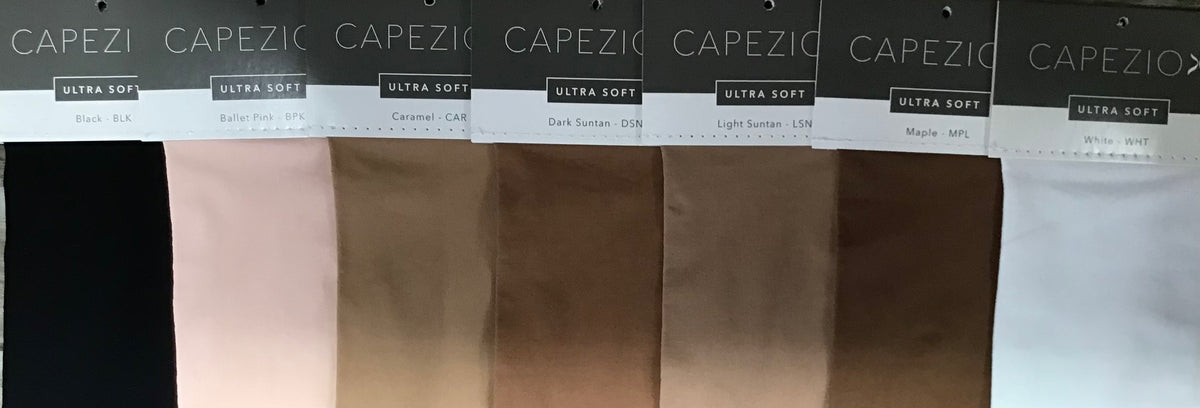 CAPEZI
ULTRA SOFT
Black - BLK
CAPEZIO
ULTRA SOFT
Ballet Pink - BPK
CAPEZIO
ULTRA SOFT
Caramel - CAR
CAPEZIO
ULTRA SOFT
Dark Suntan - DSN
CAPEZIO
ULTRA SOFT
Light Suntan - LSN
CAPEZIO
ULTRA SOFT
Maple - MPL
CAPEZIO
ULTRA SOFT
White - WHT